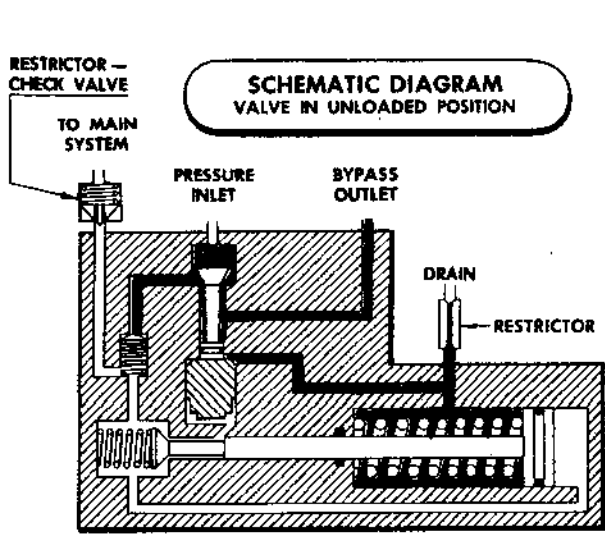 RESTRICTOR —
CHECK VALVE
SCHEMATIC DIAGRAM
VALVE IN UNLOADED POSITION
TO MAIN
SYSTEM
PRESSURE
INLET
BYPASS
OUTLET
DRAIN
RESTRICTOR